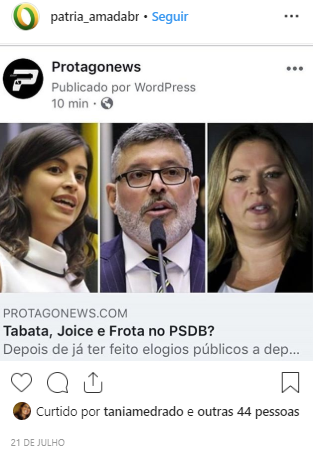 patria_amadabr • Seguir
Protagonews
Publicado por WordPress
10 min ·
PROTAGONEWS.COM
Tabata, Joice e Frota no PSDB?
Depois de já ter feito elogios públicos a dep...
Curtido por taniamedrado e outras 44 pessoas
21 DE JULHO